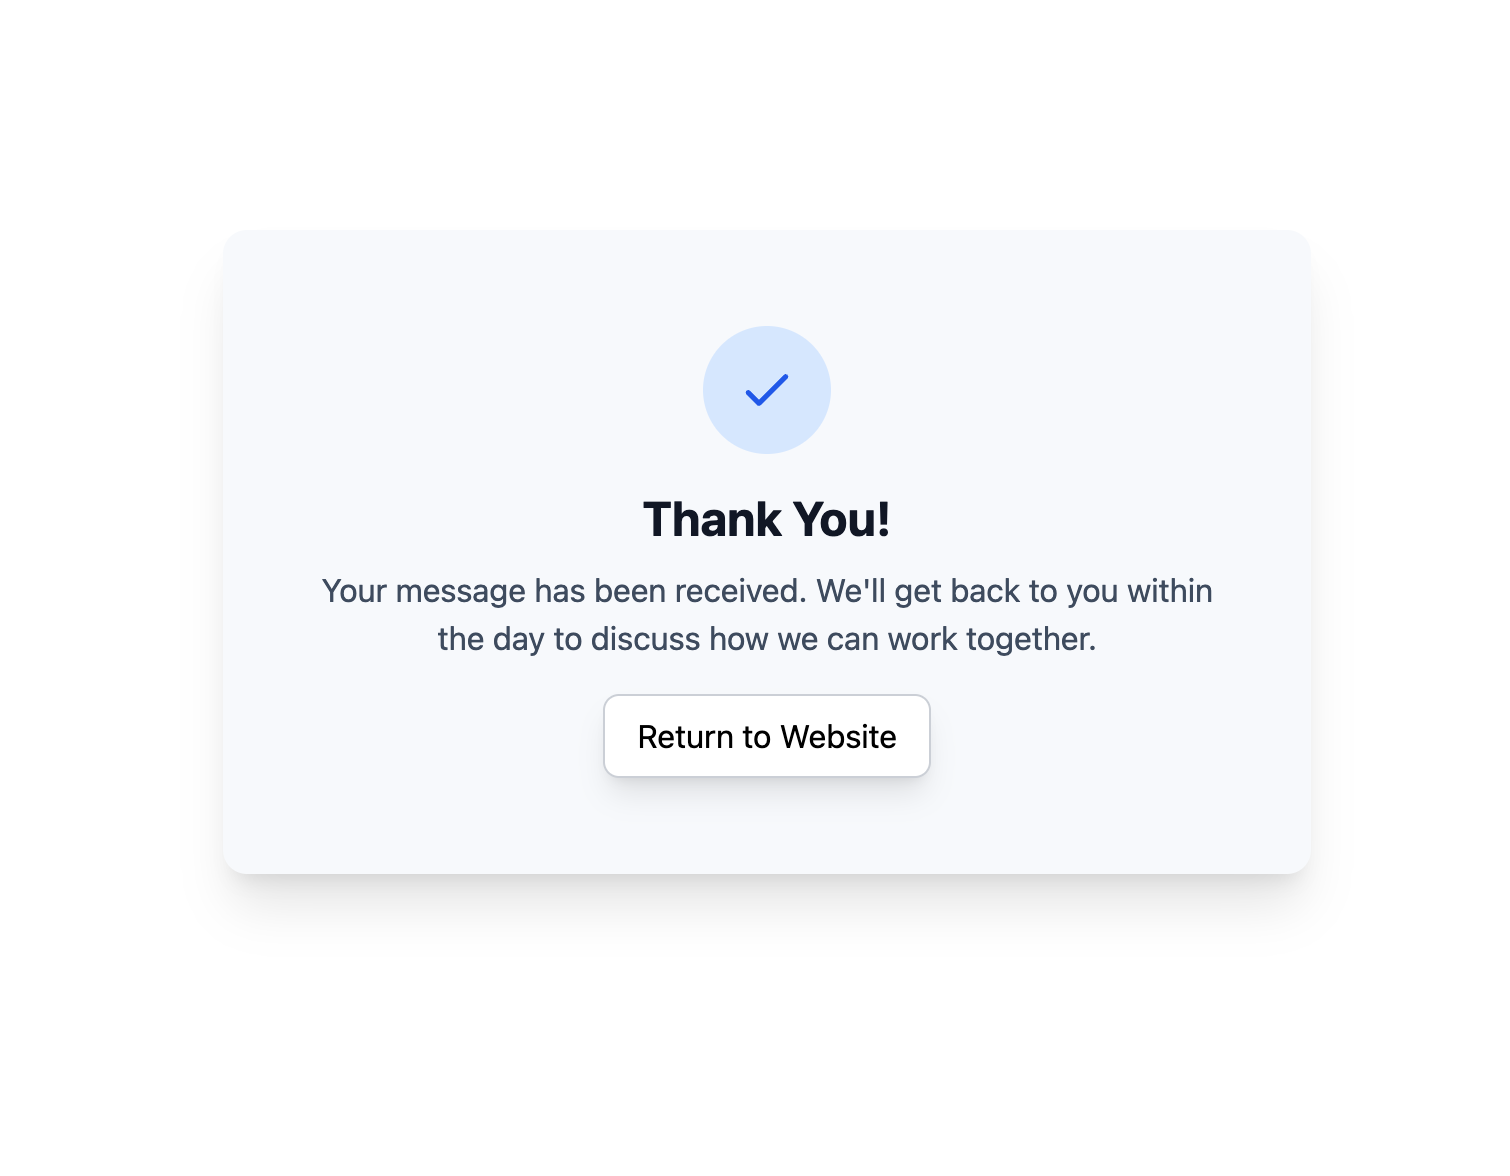 Thank You!
Your message has been received. We'll get back to you within
the day to discuss how we can work together.
Return to Website